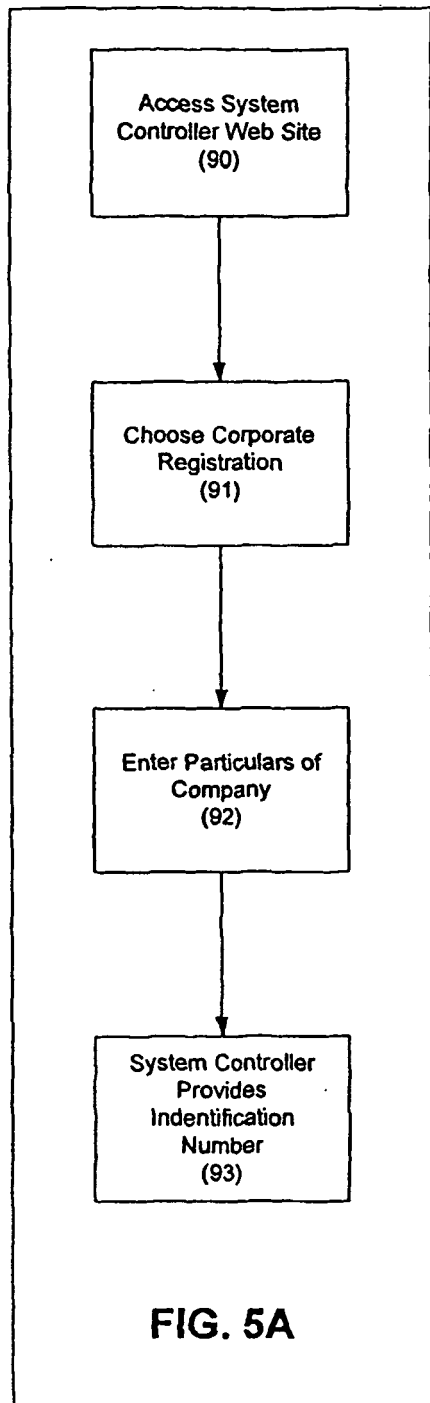 Access System
Controller Web Site
(90)
Choose Corporate
Registration
(91)
Enter Particulars of
Company
(92)
System Controller
Provides
Indentification
Number
(93)
FIG. 5A